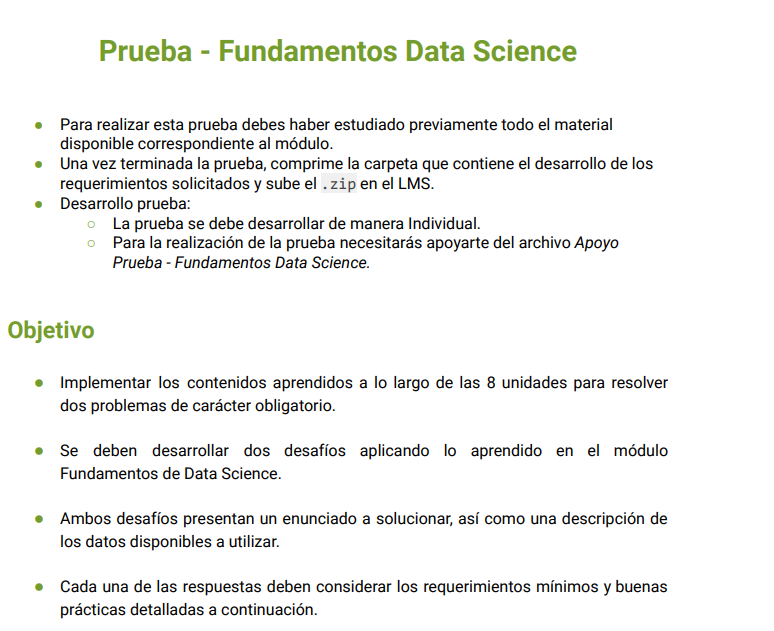 Prueba - Fundamentos Data Science
● Para realizar esta prueba debes haber estudiado previamente todo el material
disponible correspondiente al módulo.
● Una vez terminada la prueba, comprime la carpeta que contiene el desarrollo de los
requerimientos solicitados y sube el .zip en el LMS.
● Desarrollo prueba:
○ La prueba se debe desarrollar de manera Individual.
○ Para la realización de la prueba necesitarás apoyarte del archivo Apoyo
Prueba - Fundamentos Data Science.
Objetivo
● Implementar los contenidos aprendidos a lo largo de las 8 unidades para resolver
dos problemas de carácter obligatorio.
● Se deben desarrollar dos desafíos aplicando lo aprendido en el módulo
Fundamentos de Data Science.
● Ambos desafíos presentan un enunciado a solucionar, así como una descripción de
los datos disponibles a utilizar.
● Cada una de las respuestas deben considerar los requerimientos mínimos y buenas
prácticas detalladas a continuación.